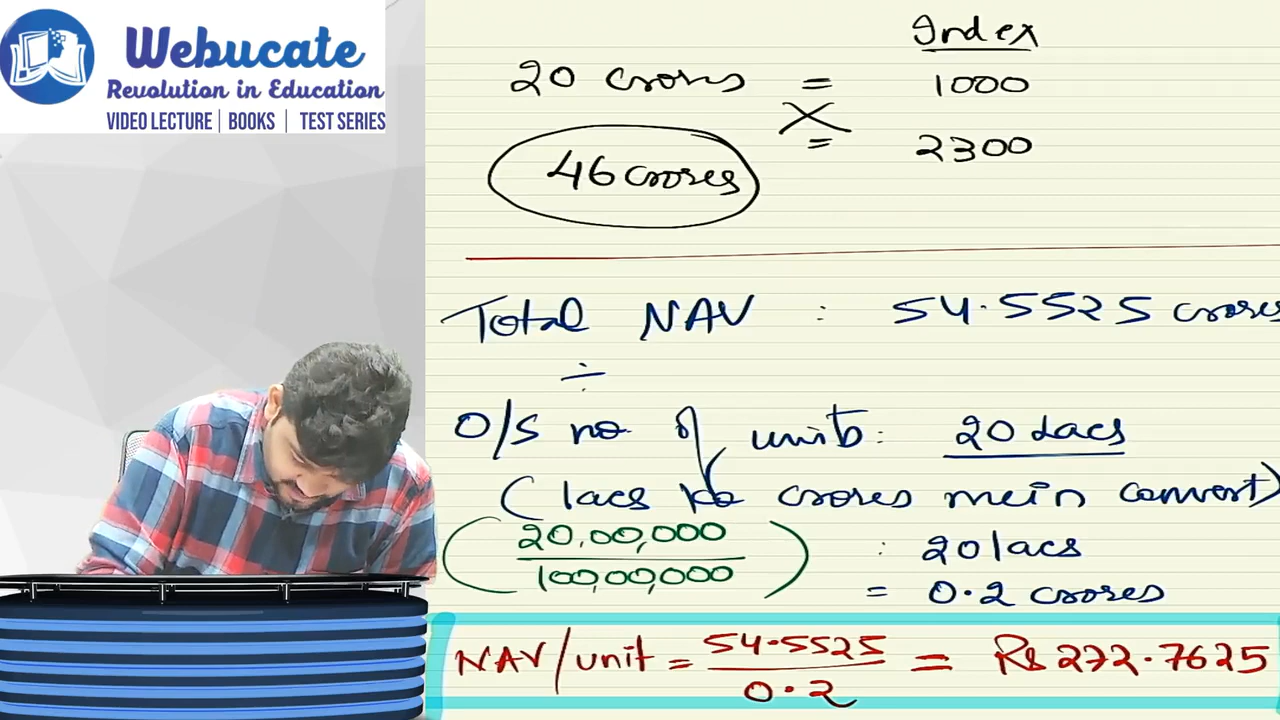 Webucate
Revolution in Education
VIDEO LECTURE | BOOKS | TEST SERIES
Index
20 crores = 1000
46 crores = 2300
Total NAV : 54.5525 crores
÷
O/S no of units : 20 Lacs
(lacs ko crores mein convert)
(20,00,000 / 100,00,000) : 20 lacs
= 0.2 crores
NAV/unit = 54.5525 / 0.2 = Rs 272.7625